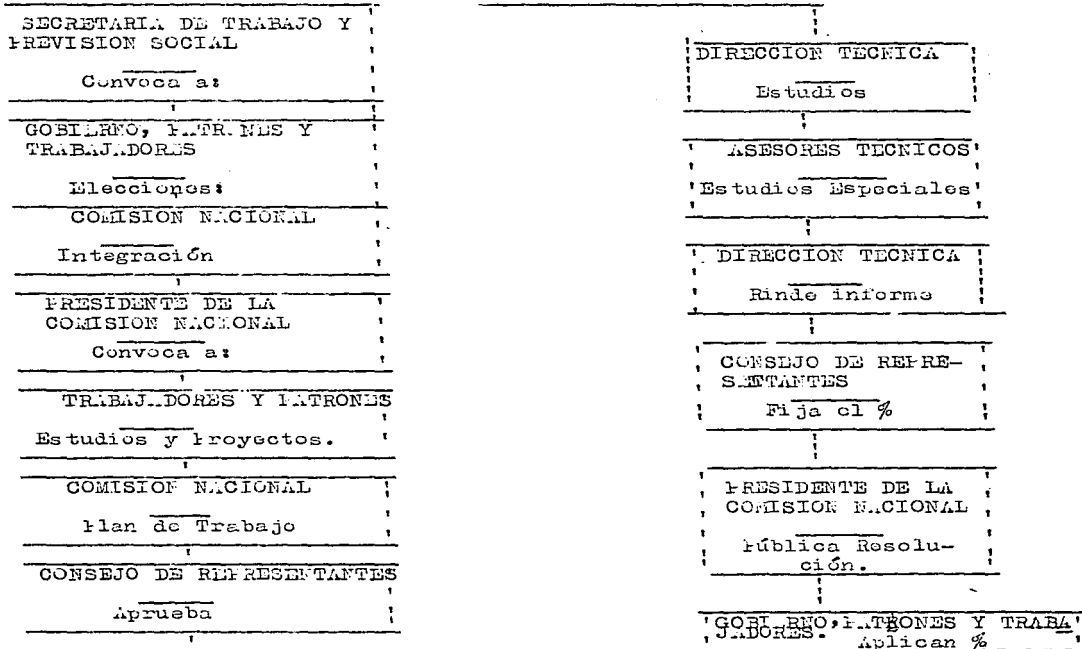 SECRETARIA DE TRABAJO Y
PREVISION SOCIAL
Convoca a:
GOBIERNO, PATRONES Y
TRABAJADORES
Elecciones:
COMISION NACIONAL
Integración
PRESIDENTE DE LA
COMISION NACIONAL
Convoca a:
TRABAJADORES Y PATRONES
Estudios y Proyectos.
COMISION NACIONAL
Plan de Trabajo
CONSEJO DE REPRESENTANTES
Aprueba
DIRECCION TECNICA
Estudios
ASESORES TECNICOS
Estudios Especiales
DIRECCION TECNICA
Rinde informe
CONSEJO DE REPRE-
SENTANTES
Fija el %
PRESIDENTE DE LA
COMISION NACIONAL
Pública Resolu-
ción.
GOBIERNO, PATRONES Y TRABA
JADORES.
Aplican %